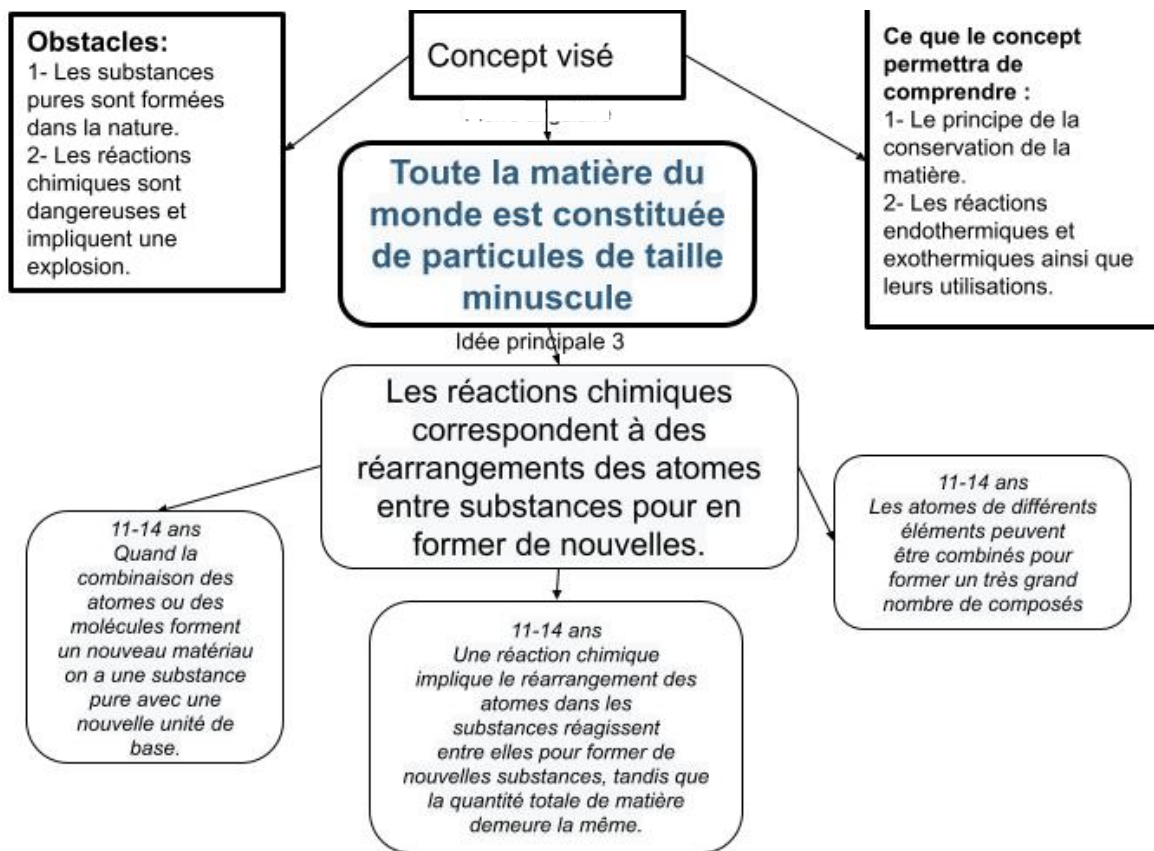 Obstacles:
1- Les substances
pures sont formées
dans la nature.
2- Les réactions
chimiques sont
dangereuses et
impliquent une
explosion.
Concept visé
Ce que le concept
permettra de
comprendre :
1- Le principe de la
conservation de la
matière.
2- Les réactions
endothermiques et
exothermiques ainsi que
leurs utilisations.
Toute la matière du
monde est constituée
de particules de taille
minuscule
Idée principale 3
Les réactions chimiques
correspondent à des
réarrangements des atomes
entre substances pour en
former de nouvelles.
11-14 ans
Quand la
combinaison des
atomes ou des
molécules forment
un nouveau matériau
on a une substance
pure avec une
nouvelle unité de
base.
11-14 ans
Une réaction chimique
implique le réarrangement des
atomes dans les
substances réagissent
entre elles pour former de
nouvelles substances, tandis que
la quantité totale de matière
demeure la même.
11-14 ans
Les atomes de différents
éléments peuvent
être combinés pour
former un très grand
nombre de composés